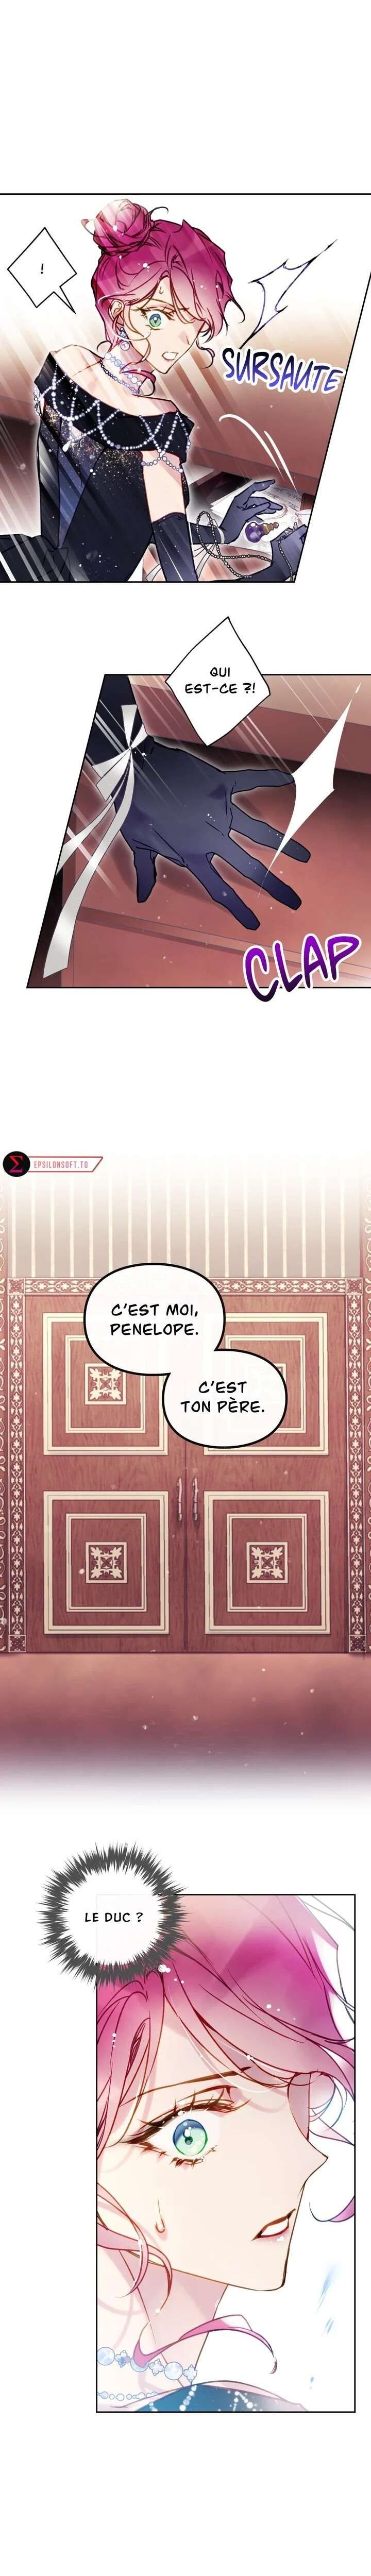 !
SURSAUTE
QUI
EST-CE ?!
CLAP
EPSILONSOFT.TO
C'EST MOI,
PENELOPE.
C'EST
TON PÈRE.
LE DUC ?